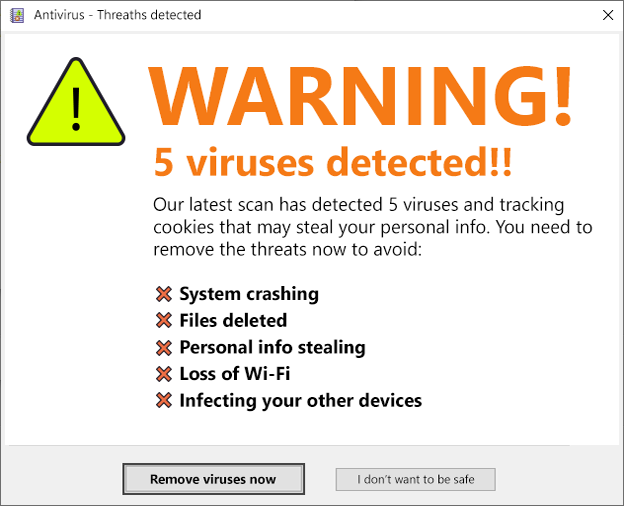 Antivirus - Threaths detected
!
WARNING!
5 viruses detected!!
Our latest scan has detected 5 viruses and tracking
cookies that may steal your personal info. You need to
remove the threats now to avoid:
System crashing
Files deleted
Personal info stealing
Loss of Wi-Fi
Infecting your other devices
Remove viruses now
I don't want to be safe